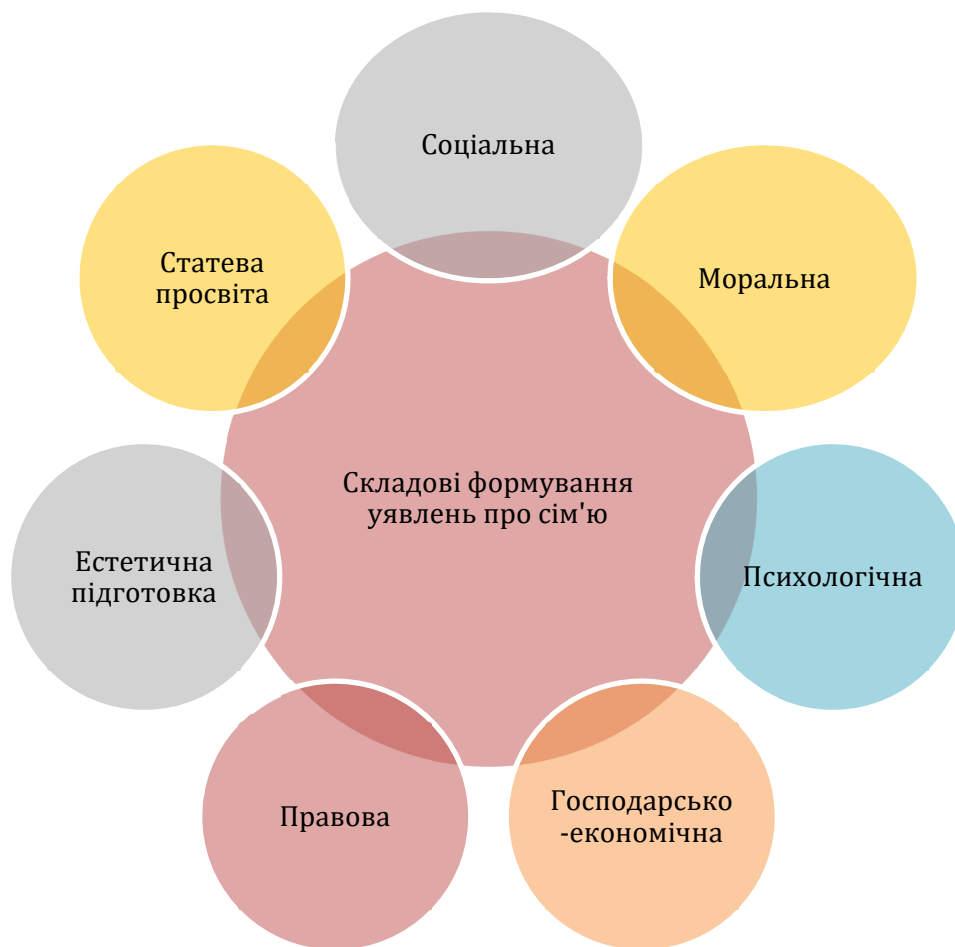 Соціальна
Статева
просвіта
Моральна
Складові формування
уявлень про сім'ю
Естетична
підготовка
Психологічна
Правова
Господарсько
-економічна